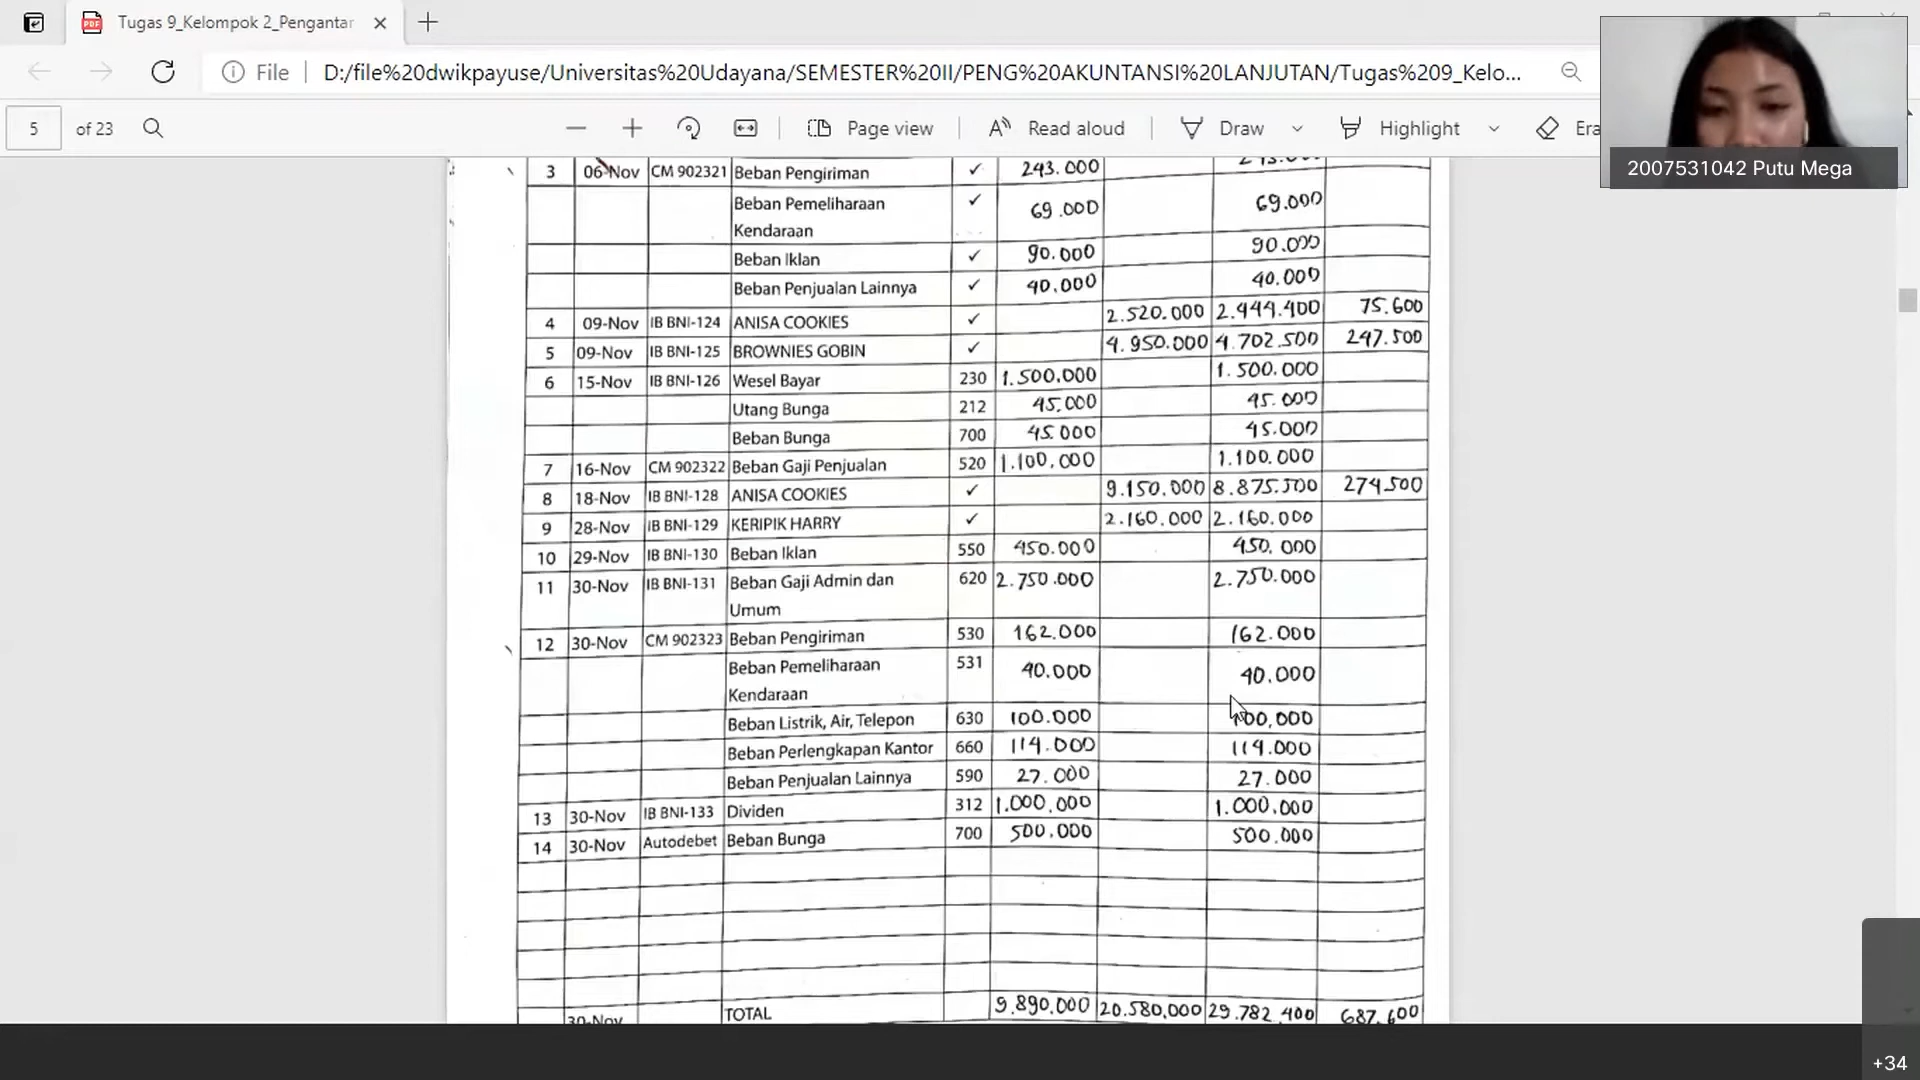 Tugas 9_Kelompok 2_Pengantar
File D:/file%20dwikpayuse/Universitas%20Udayana/SEMESTER%20II/PENG%20AKUNTANSI%20LANJUTAN/Tugas%209_Kelo...
5 of 23 Page view Read aloud Draw Highlight Era
2007531042 Putu Mega
3 06-Nov CM 902321 Beban Pengiriman ✓ 243.000
Beban Pemeliharaan Kendaraan ✓ 69.000 69.000
Beban Iklan ✓ 90.000 90.000
Beban Penjualan Lainnya ✓ 40.000 40.000
4 09-Nov IB BNI-124 ANISA COOKIES ✓ 2.520.000 2.444.400 75.600
5 09-Nov IB BNI-125 BROWNIES GOBIN ✓ 4.950.000 4.702.500 247.500
6 15-Nov IB BNI-126 Wesel Bayar 230 1.500.000 1.500.000
Utang Bunga 212 45.000 45.000
Beban Bunga 700 45.000 45.000
7 16-Nov CM 902322 Beban Gaji Penjualan 520 1.100.000 1.100.000
8 18-Nov IB BNI-128 ANISA COOKIES ✓ 9.150.000 8.875.500 274.500
9 28-Nov IB BNI-129 KERIPIK HARRY ✓ 2.160.000 2.160.000
10 29-Nov IB BNI-130 Beban Iklan 550 450.000 450.000
11 30-Nov IB BNI-131 Beban Gaji Admin dan Umum 620 2.750.000 2.750.000
12 30-Nov CM 902323 Beban Pengiriman 530 162.000 162.000
Beban Pemeliharaan Kendaraan 531 40.000 40.000
Beban Listrik, Air, Telepon 630 100.000 100.000
Beban Perlengkapan Kantor 660 114.000 114.000
Beban Penjualan Lainnya 590 27.000 27.000
13 30-Nov IB BNI-133 Dividen 312 1.000.000 1.000.000
14 30-Nov Autodebet Beban Bunga 700 500.000 500.000
30-Nov TOTAL 9.890.000 20.580.000 29.782.400 687.600
+34